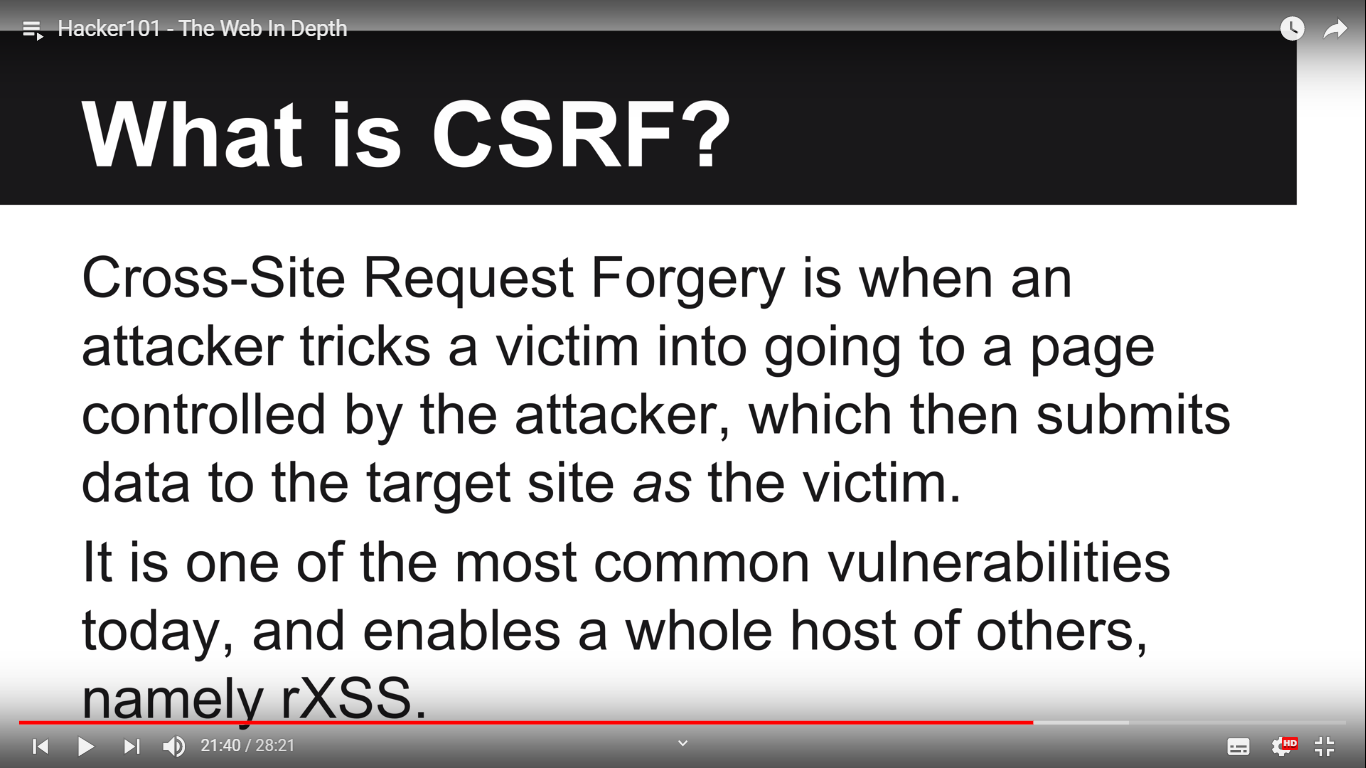 Hacker101 - The Web In Depth
What is CSRF?
Cross-Site Request Forgery is when an
attacker tricks a victim into going to a page
controlled by the attacker, which then submits
data to the target site as the victim.
It is one of the most common vulnerabilities
today, and enables a whole host of others,
namely rXSS.
21:40 / 28:21
HD